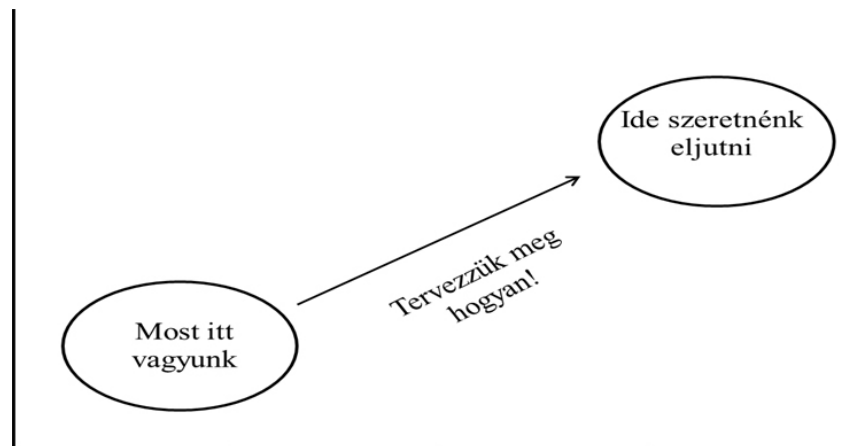 Ide szeretnénk
eljutni
Tervezzük meg
hogyan!
Most itt
vagyunk